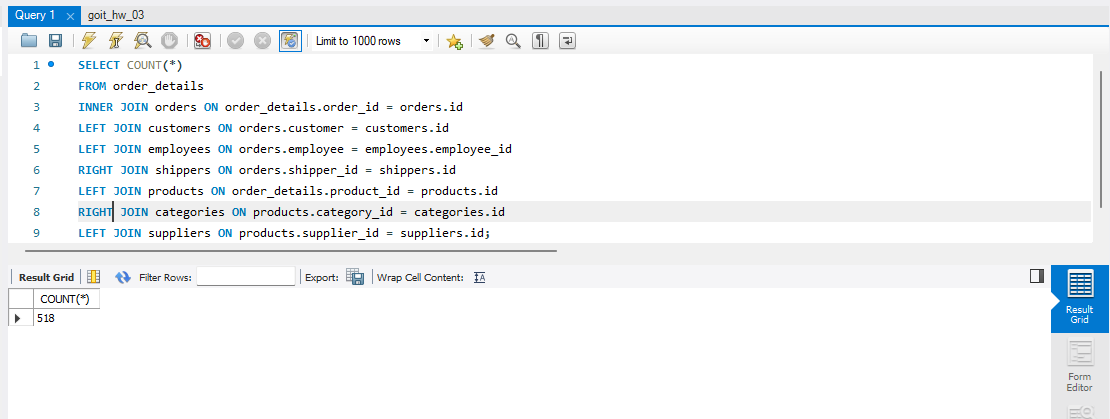 Query 1 goit_hw_03
Limit to 1000 rows
1 SELECT COUNT(*)
2 FROM order_details
3 INNER JOIN orders ON order_details.order_id = orders.id
4 LEFT JOIN customers ON orders.customer = customers.id
5 LEFT JOIN employees ON orders.employee = employees.employee_id
6 RIGHT JOIN shippers ON orders.shipper_id = shippers.id
7 LEFT JOIN products ON order_details.product_id = products.id
8 RIGHT JOIN categories ON products.category_id = categories.id
9 LEFT JOIN suppliers ON products.supplier_id = suppliers.id;
Result Grid Filter Rows: Export: Wrap Cell Content:
COUNT(*)
518
Result
Grid
Form
Editor